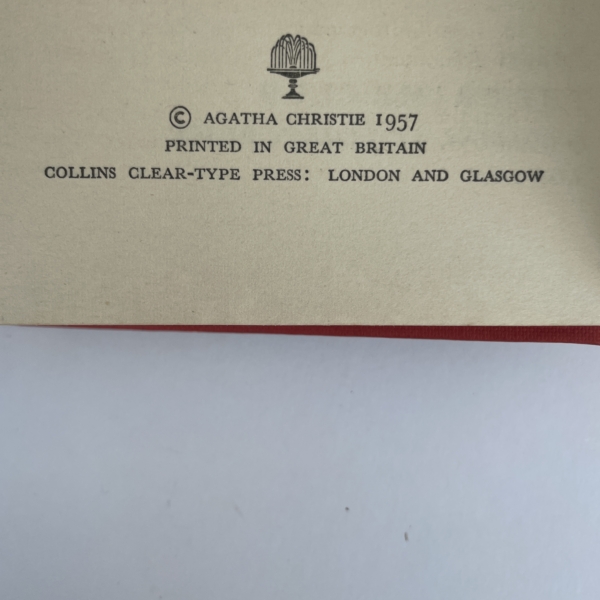 © AGATHA CHRISTIE 1957
PRINTED IN GREAT BRITAIN
COLLINS CLEAR-TYPE PRESS: LONDON AND GLASGOW